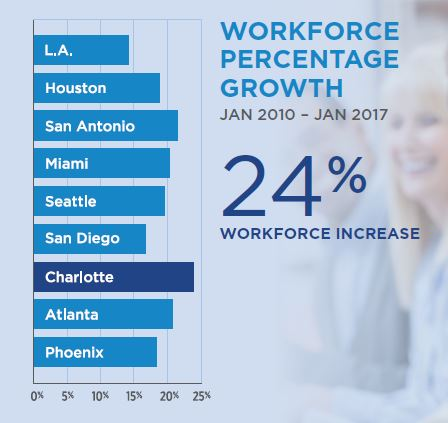 WORKFORCE
PERCENTAGE
GROWTH
JAN 2010 – JAN 2017
24%
WORKFORCE INCREASE
L.A.
Houston
San Antonio
Miami
Seattle
San Diego
Charlotte
Atlanta
Phoenix
0% 5% 10% 15% 20% 25%